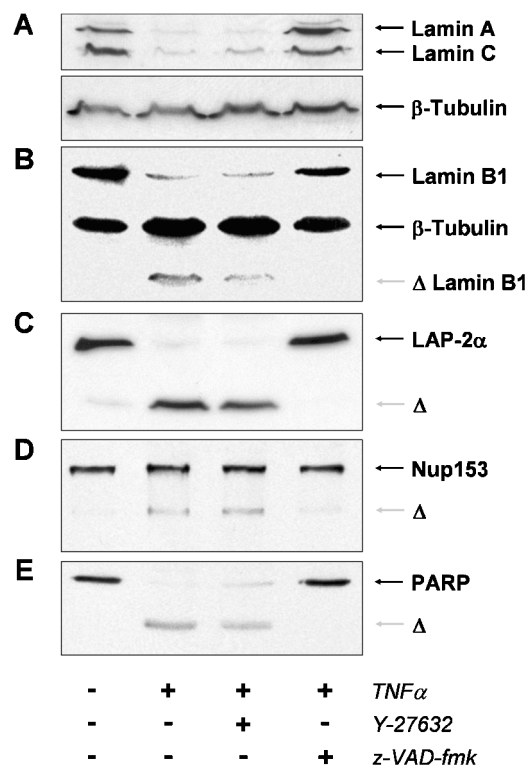 A
Lamin A
Lamin C
β-Tubulin
B
Lamin B1
β-Tubulin
Δ Lamin B1
C
LAP-2α
Δ
D
Nup153
Δ
E
PARP
Δ
- + + + TNFα
- - + - Y-27632
- - - + z-VAD-fmk